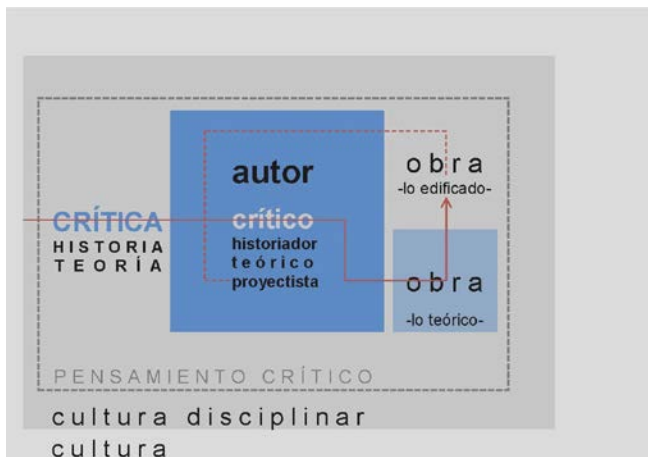 autor
crítico
historiador
teórico
proyectista
CRÍTICA
HISTORIA
TEORÍA
obra
-lo edificado-
obra
-lo teórico-
PENSAMIENTO CRÍTICO
cultura disciplinar
cultura